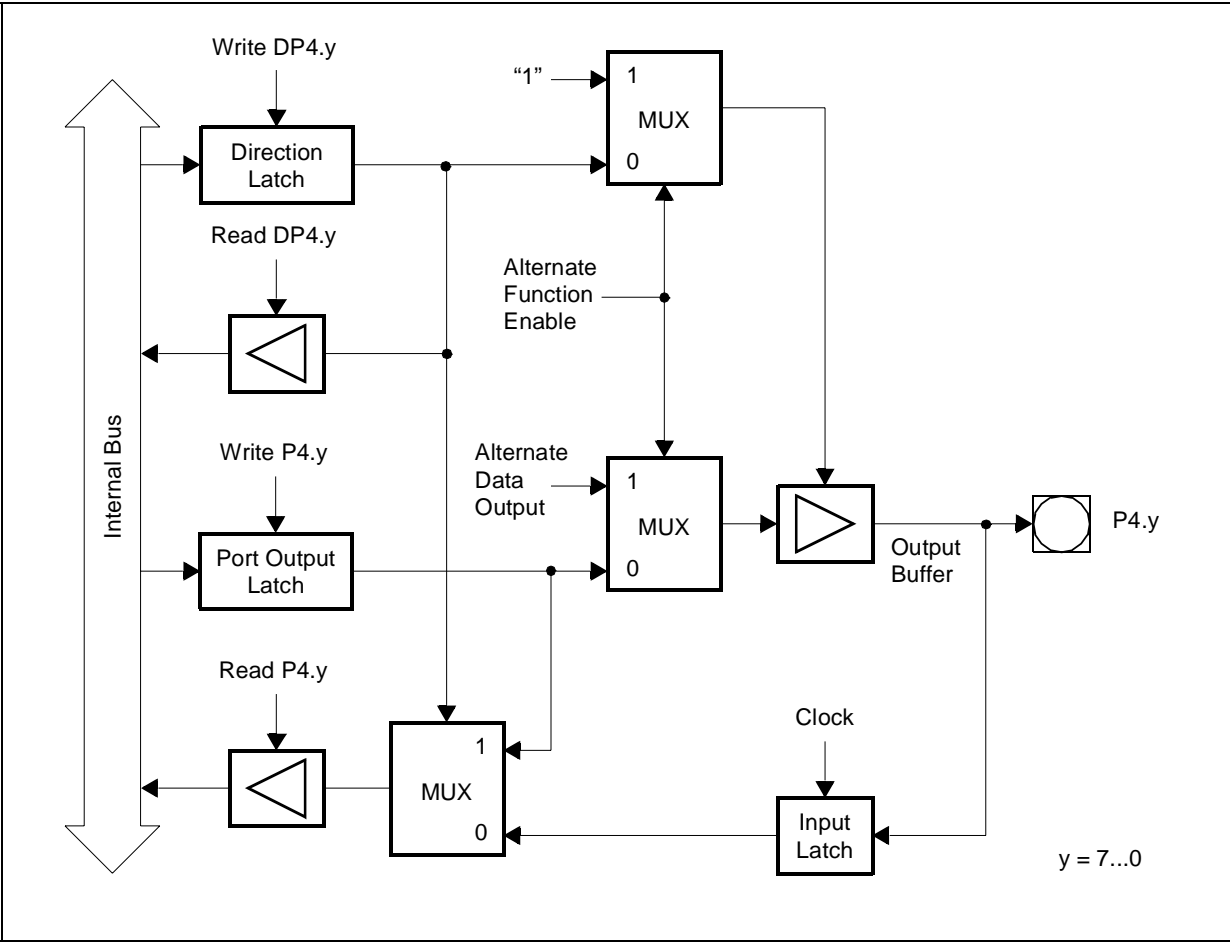 Write DP4.y
“1”
1
MUX
0
Direction
Latch
Read DP4.y
Alternate
Function
Enable
Internal Bus
Write P4.y
Alternate
Data
Output
1
MUX
0
Port Output
Latch
Output
Buffer
P4.y
Read P4.y
1
MUX
0
Clock
Input
Latch
y = 7...0